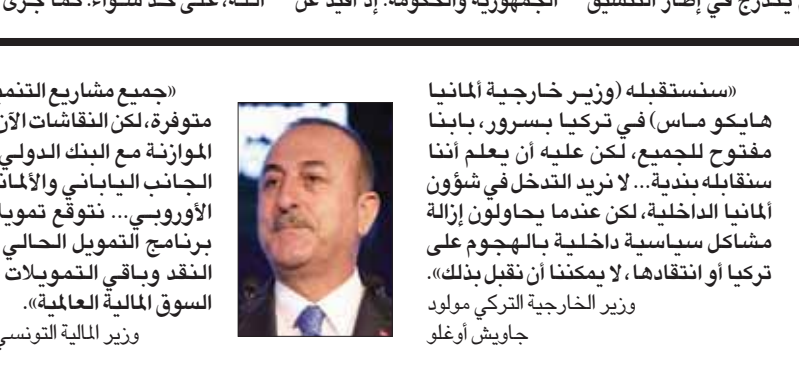 يندرج في إطار التنسيق
الجمهورية والحكومة. إذ أفيد عن
الله، على حد سواء. كما جرى
«سنستقبله (وزير خارجية ألمانيا
هايكو ماس) في تركيا بسرور، بابنا
مفتوح للجميع، لكن عليه أن يعلم أننا
سنقابله بندية... لا نريد التدخل في شؤون
ألمانيا الداخلية، لكن عندما يحاولون إزالة
مشاكل سياسية داخلية بالهجوم على
تركيا أو انتقادها، لا يمكننا أن نقبل بذلك».
وزير الخارجية التركي مولود
جاويش أوغلو
«جميع مشاريع
متوفرة، لكن النقاشات الآن
الموازنة مع البنك الدولي
الجانب الياباني
الأوروبي... نتوقع
برنامج التمويل الحالي
النقد وباقي التمويلات
السوق المالية العالمية».
وزير المالية التونسي